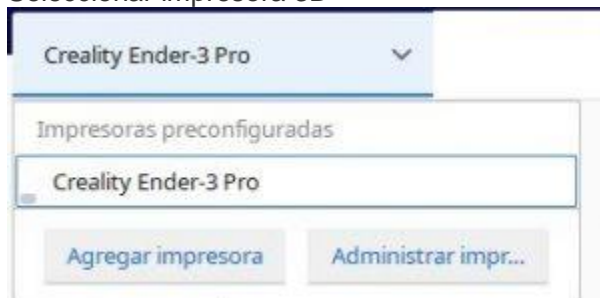 Seleccionar impresora 3D
Creality Ender-3 Pro
Impresoras preconfiguradas
Creality Ender-3 Pro
Agregar impresora
Administrar impr...